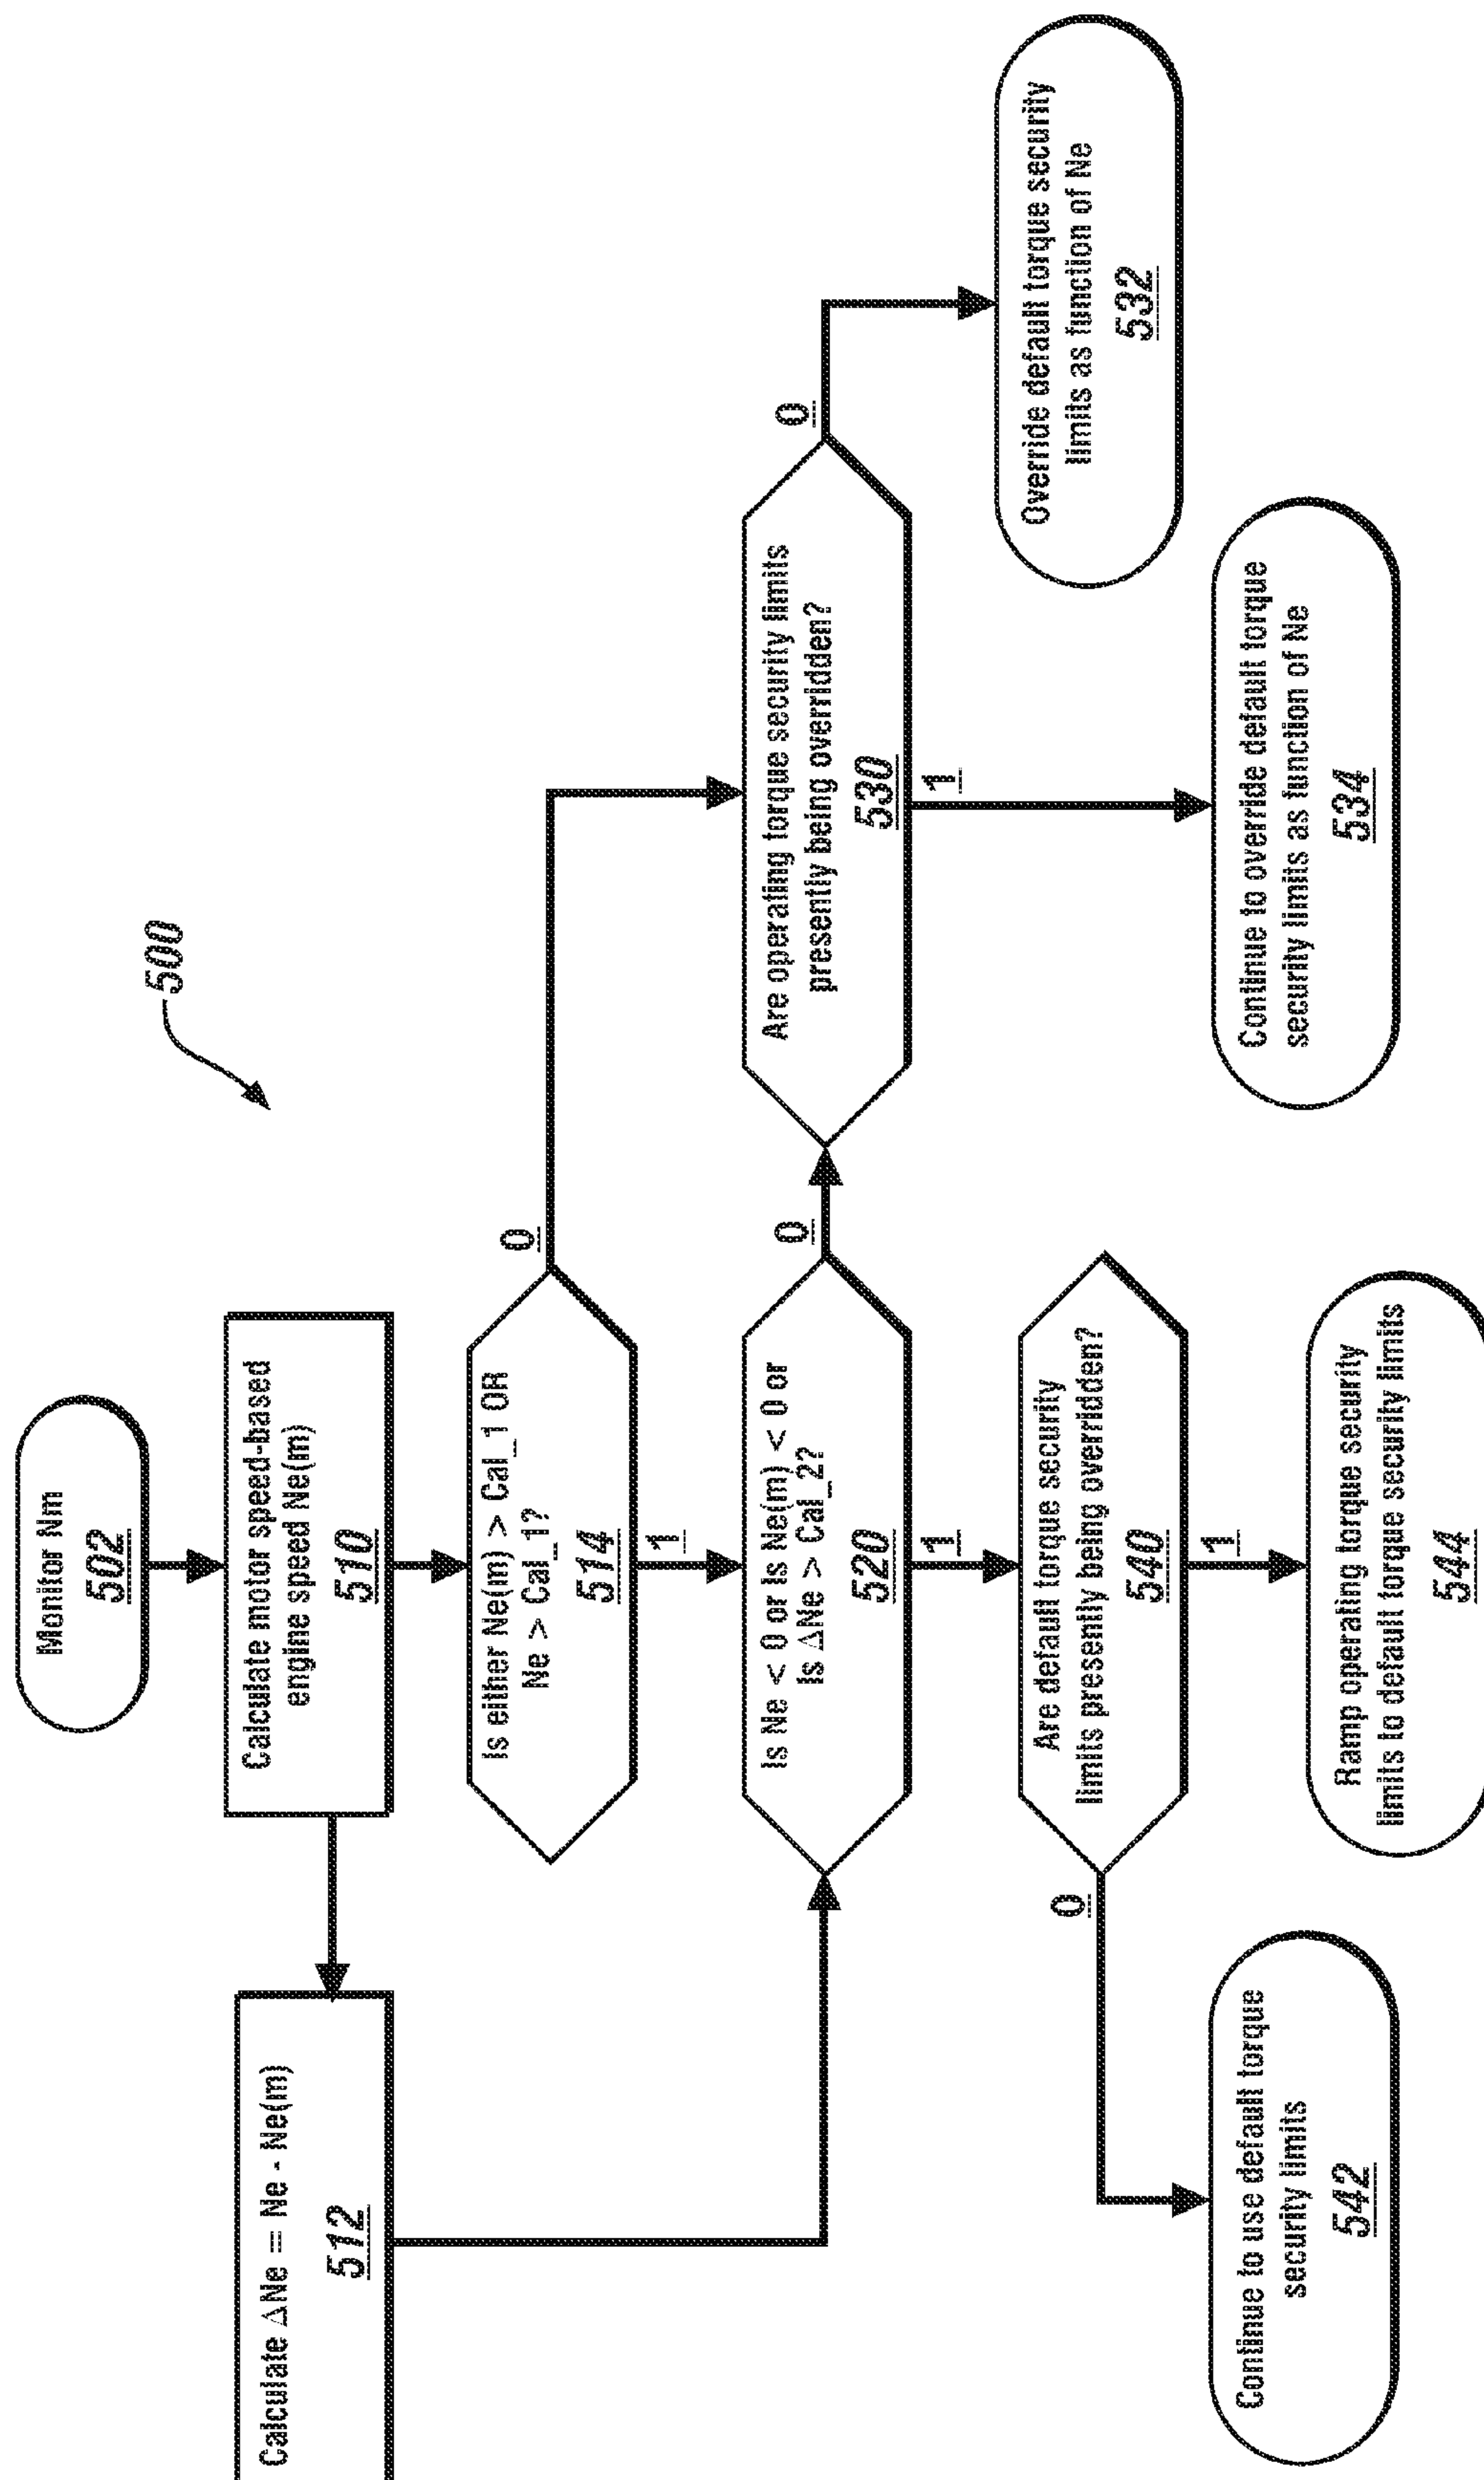 500
Monitor Nm
502
Calculate motor speed-based
engine speed Ne(m)
510
Calculate ΔNe = Ne - Ne(m)
512
Is either Ne(m) > Cal_1 OR
Ne > Cal_1?
514
0
1
Is Ne < 0 or Is Ne(m) < 0 or
Is ΔNe > Cal_2?
520
0
1
Are operating torque security limits
presently being overridden?
530
0
1
Override default torque security
limits as function of Ne
532
Continue to override default torque
security limits as function of Ne
534
Are default torque security
limits presently being overridden?
540
0
1
Continue to use default torque
security limits
542
Ramp operating torque security
limits to default torque security limits
544